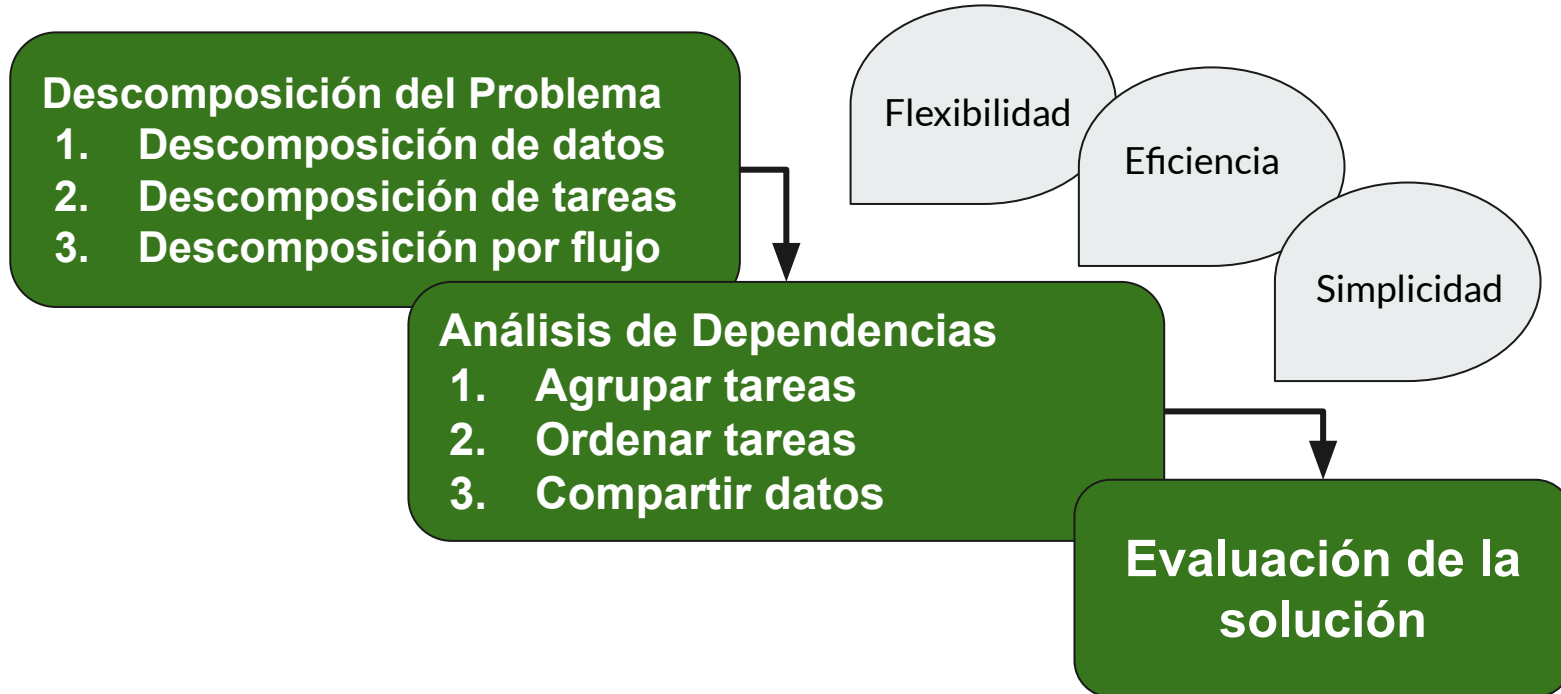 Descomposición del Problema
1. Descomposición de datos
2. Descomposición de tareas
3. Descomposición por flujo
Flexibilidad
Eficiencia
Simplicidad
Análisis de Dependencias
1. Agrupar tareas
2. Ordenar tareas
3. Compartir datos
Evaluación de la
solución